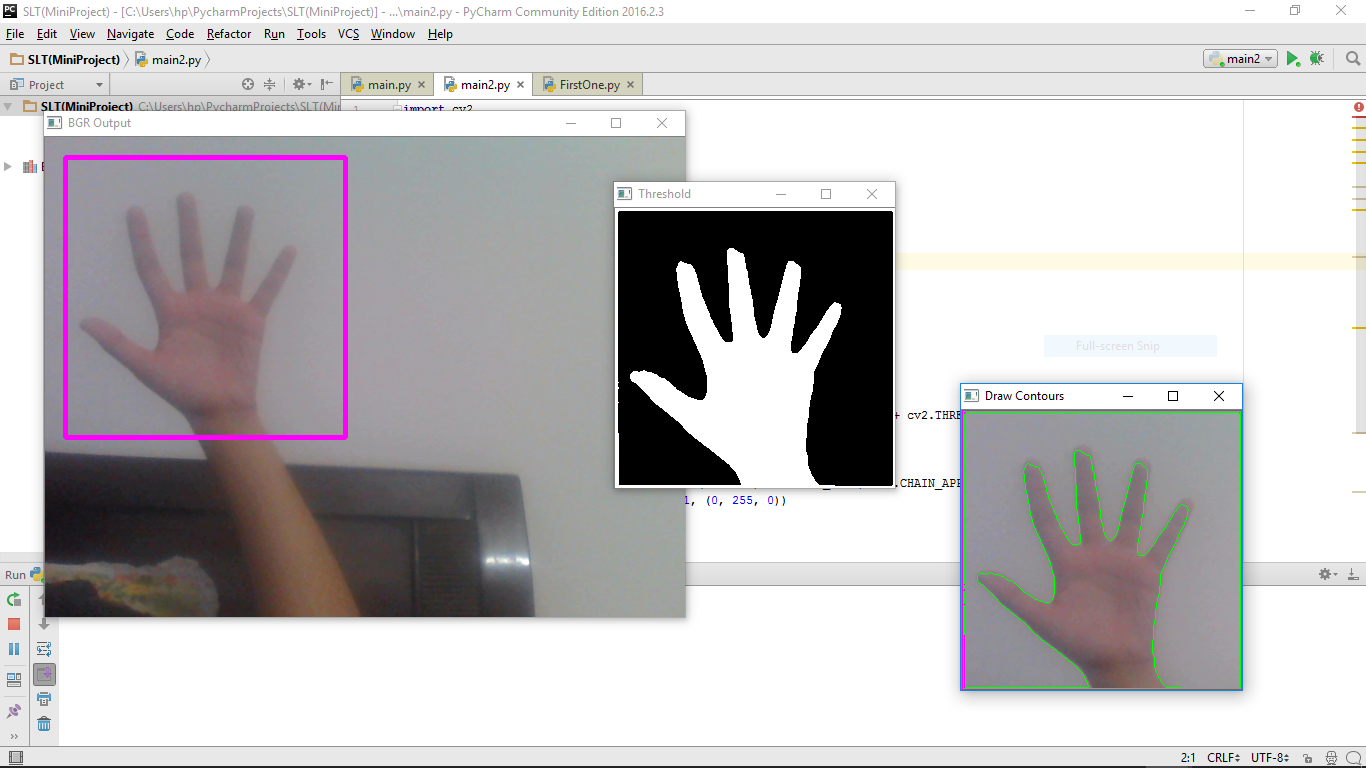 SLT(MiniProject) - [C:\Users\hp\PycharmProjects\SLT(MiniProject)] - ...\main2.py - PyCharm Community Edition 2016.2.3
File Edit View Navigate Code Refactor Run Tools VCS Window Help
SLT(MiniProject) main2.py main2
Project main.py main2.py FirstOne.py
SLT(MiniProject) C:\Users\hp\PycharmProjects\SLT(Mi 1 import cv2
BGR Output
Threshold
Full-screen Snip
Draw Contours
+ cv2.THR
.CHAIN_AP
1, (0, 255, 0))
Run
2:1 CRLF UTF-8